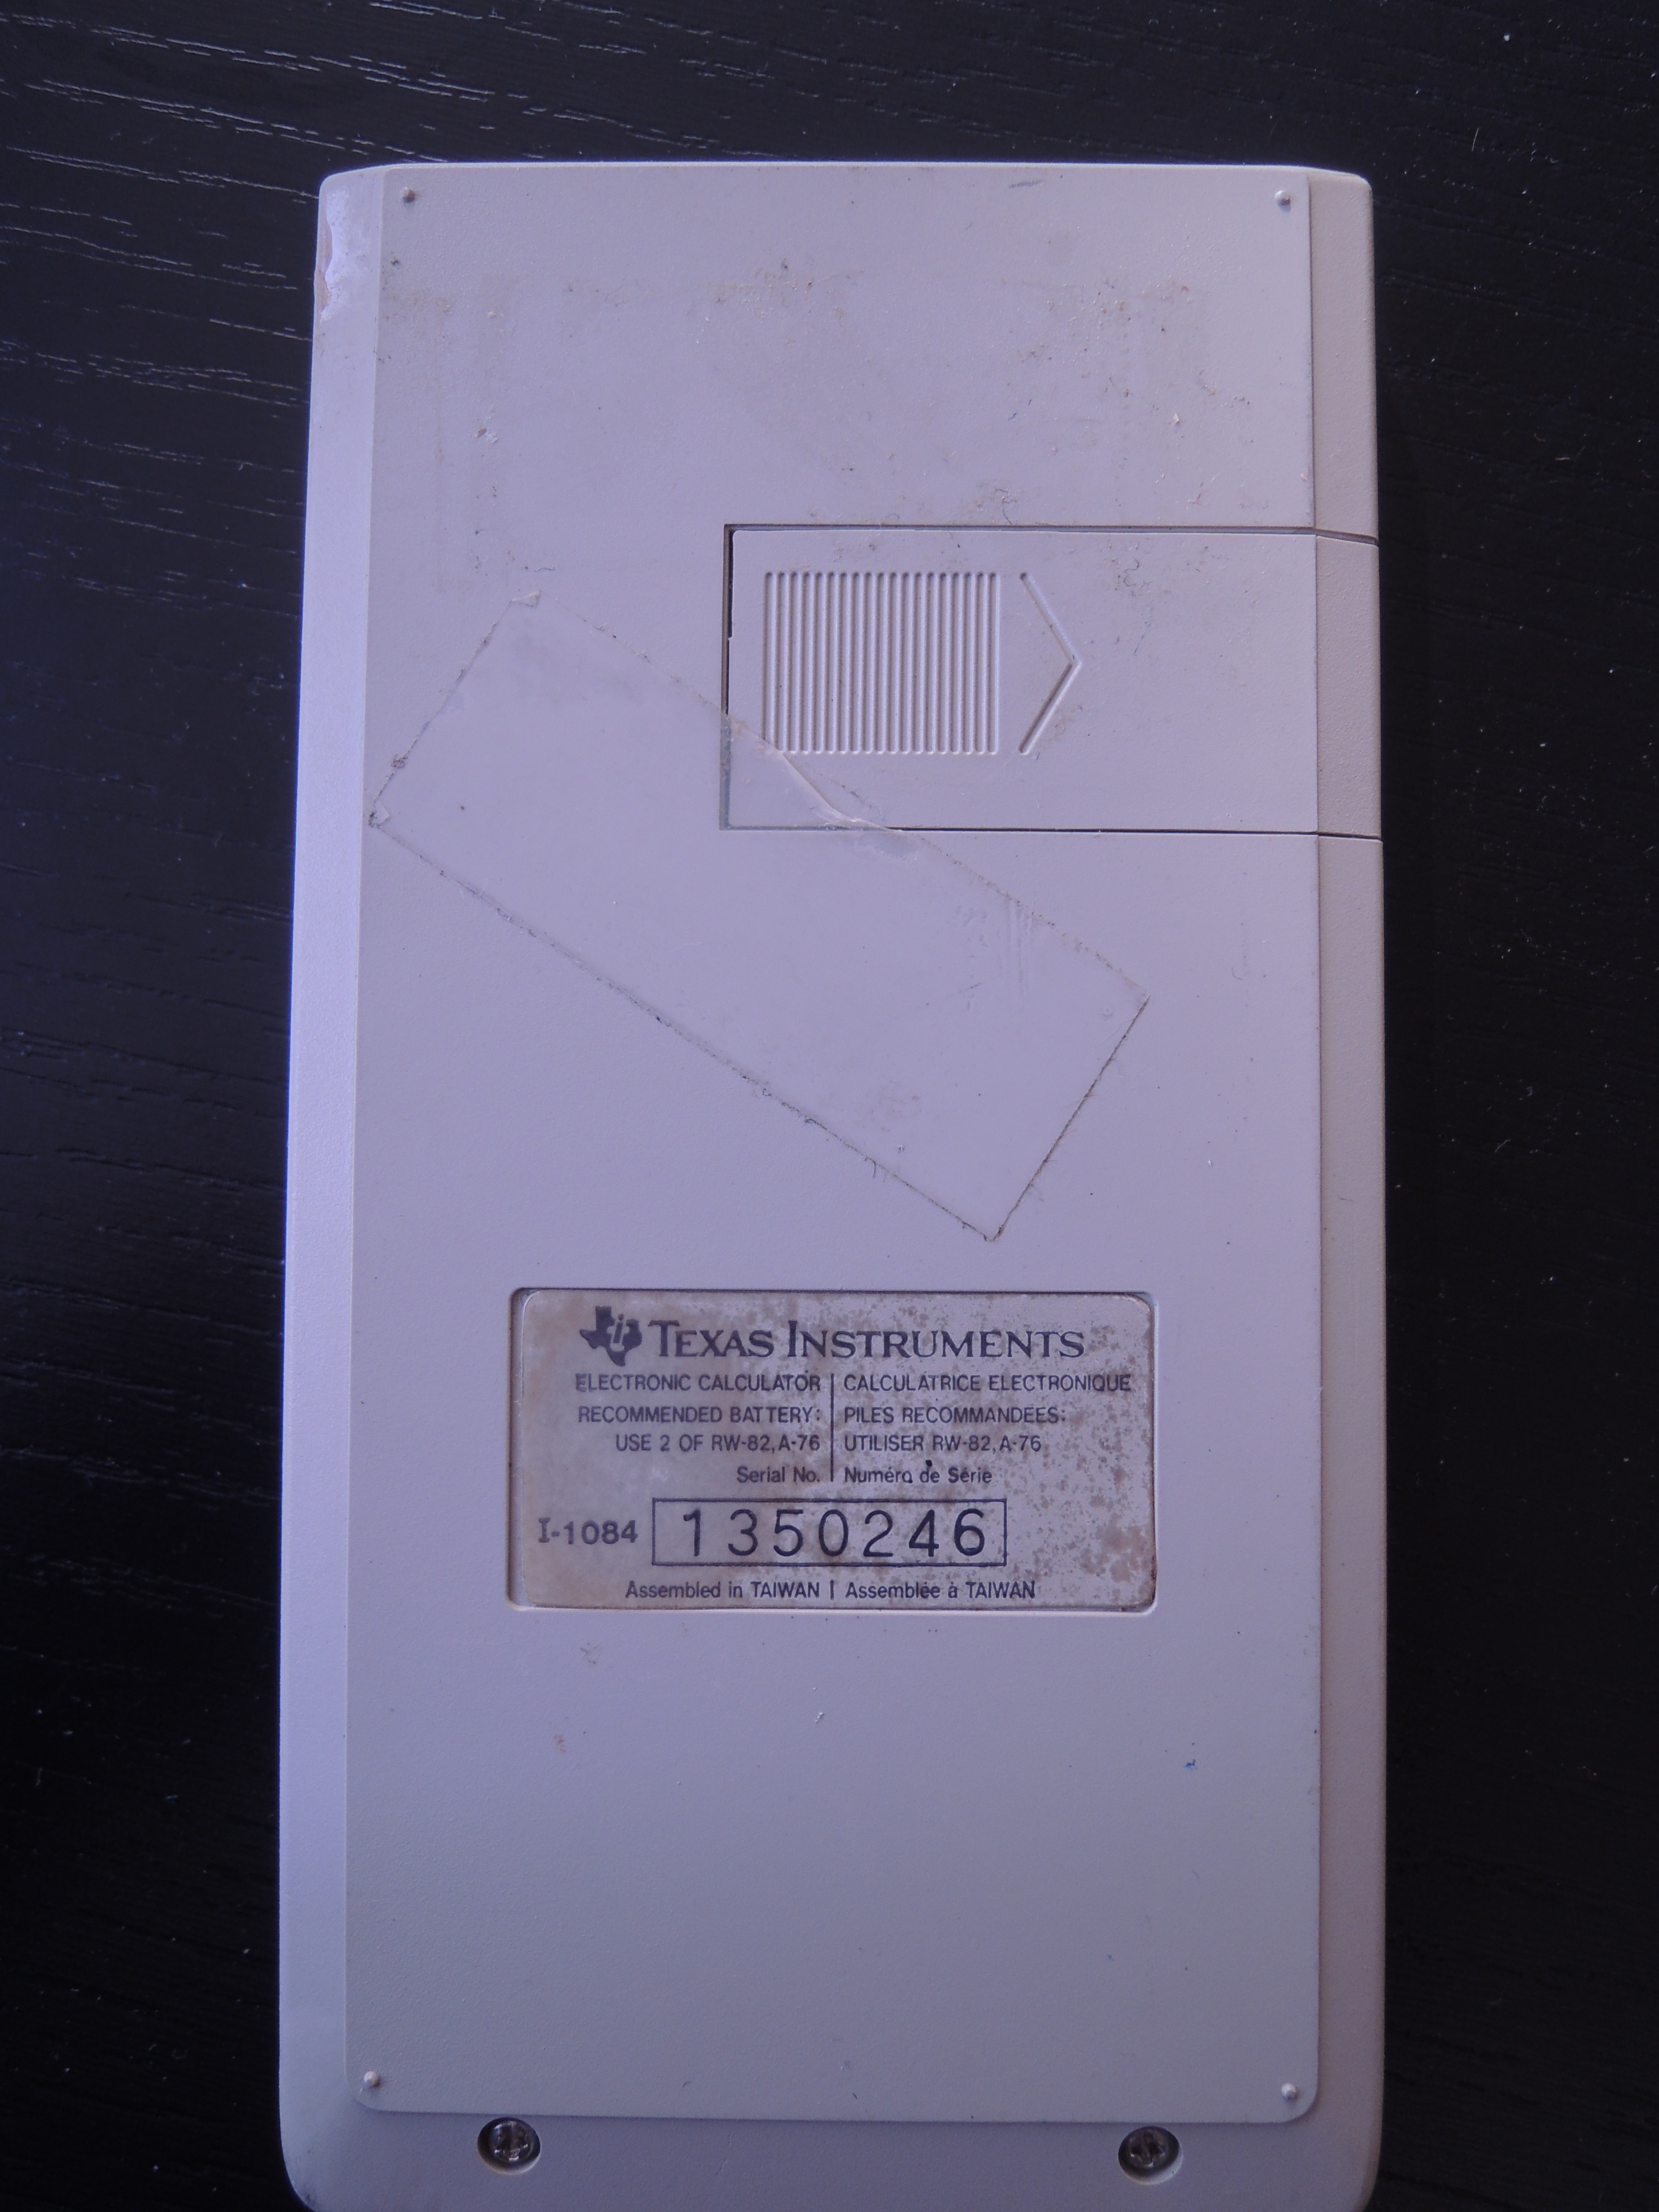 TEXAS INSTRUMENTS
ELECTRONIC CALCULATOR | CALCULATRICE ELECTRONIQUE
RECOMMENDED BATTERY: | PILES RECOMMANDEES:
USE 2 OF RW-82, A-76 | UTILISER RW-82, A-76
Serial No. | Numéro de Série
I-1084 1350246
Assembled in TAIWAN | Assemblée à TAIWAN